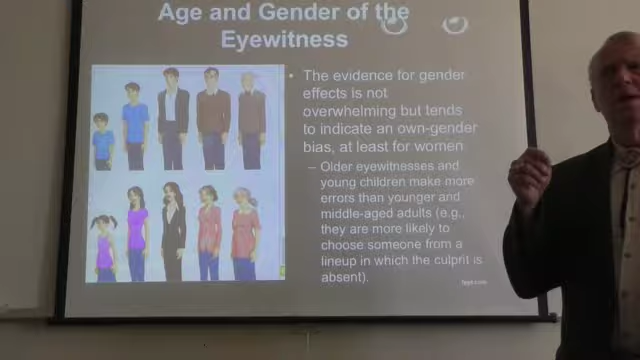 Age and Gender of the
Eyewitness
• The evidence for gender
effects is not
overwhelming but tends
to indicate an own-gender
bias, at least for women
– Older eyewitnesses and
young children make more
errors than younger and
middle-aged adults (e.g.,
they are more likely to
choose someone from a
lineup in which the culprit is
absent).